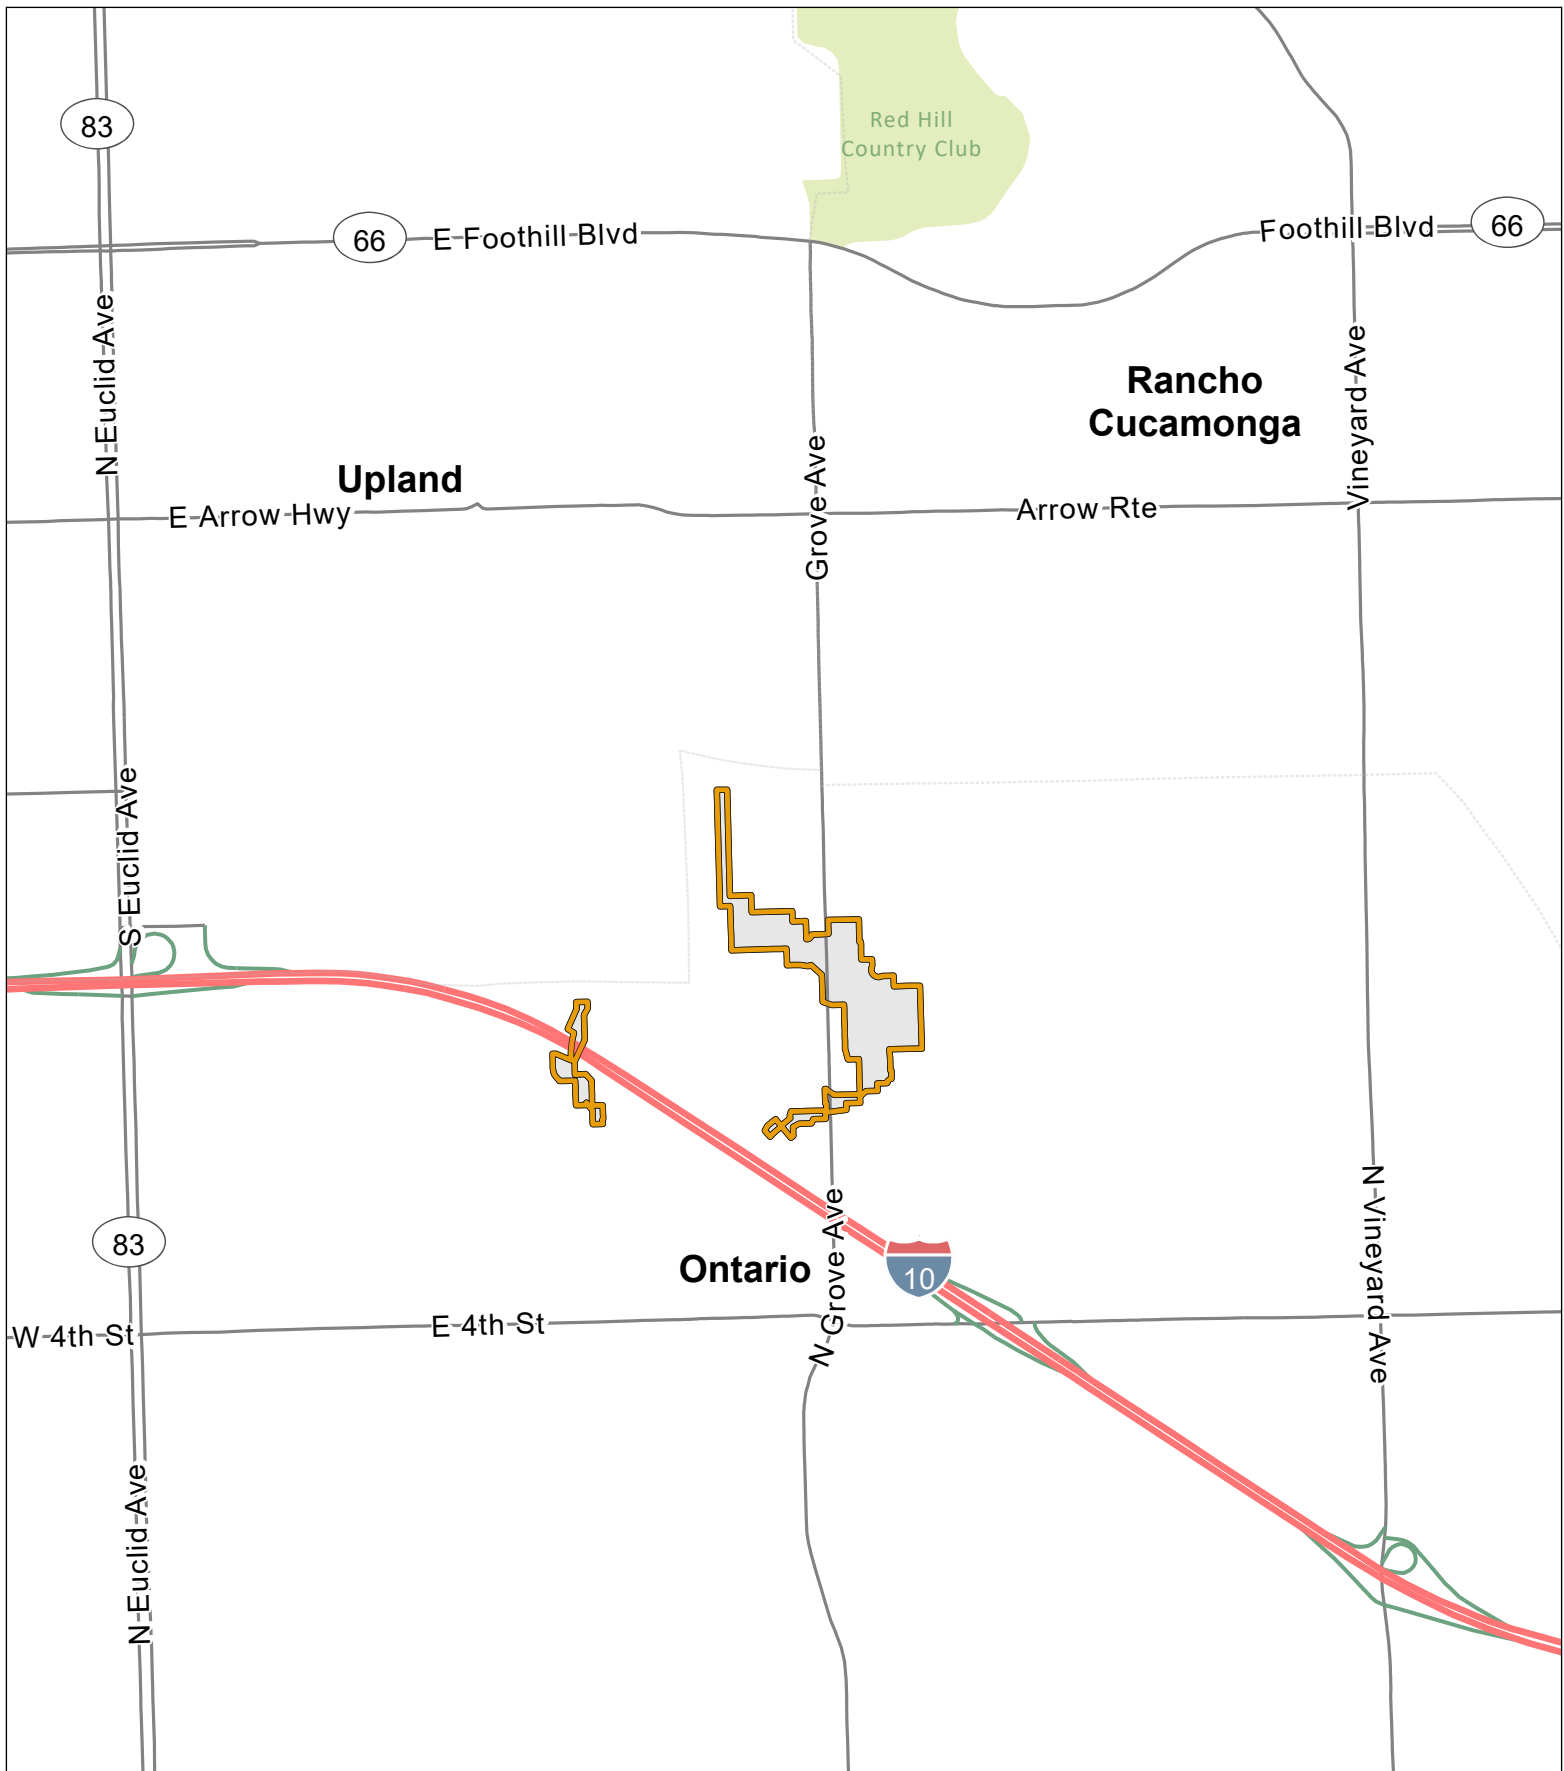 83
Red Hill
Country Club
66
E Foothill Blvd
Foothill Blvd
66
N Euclid Ave
Rancho
Cucamonga
Vineyard Ave
Upland
Grove Ave
E Arrow Hwy
Arrow Rte
S Euclid Ave
N Vineyard Ave
83
Ontario
N Grove Ave
10
W 4th St
E 4th St
N Euclid Ave